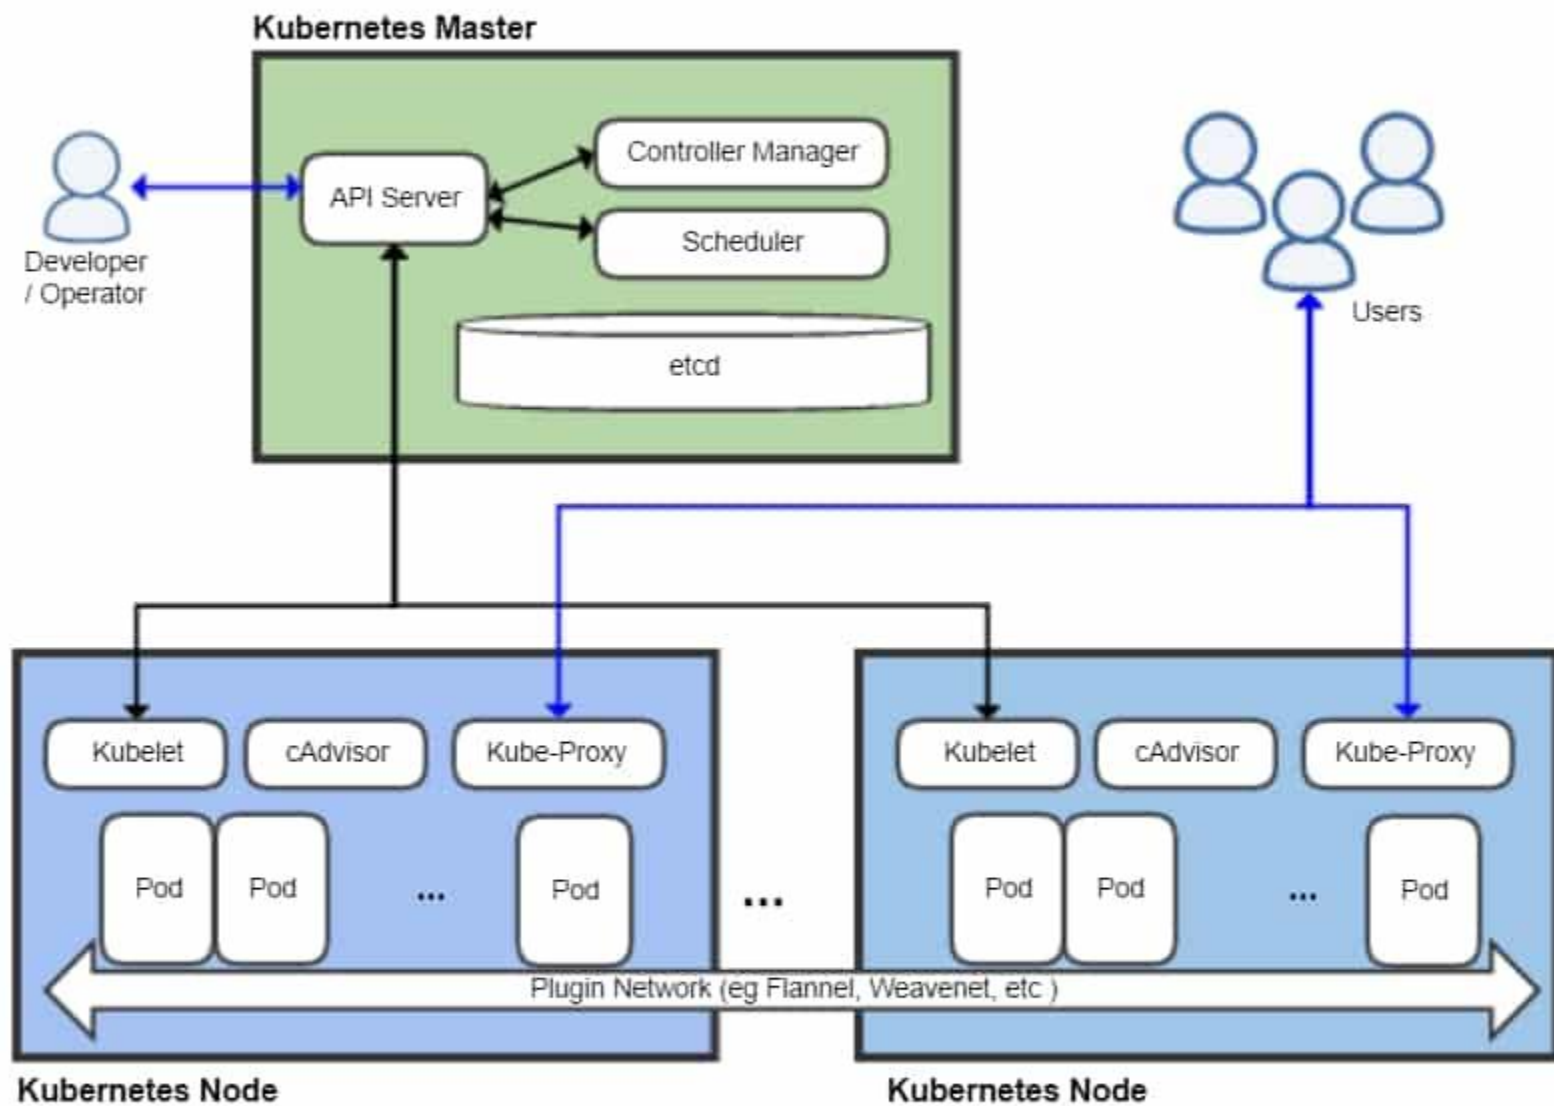 Kubernetes Master
API Server
Controller Manager
Scheduler
etcd
Developer
/ Operator
Users
Kubelet
cAdvisor
Kube-Proxy
Pod
Pod
...
Pod
...
Kubelet
cAdvisor
Kube-Proxy
Pod
Pod
...
Pod
Plugin Network (eg Flannel, Weavenet, etc )
Kubernetes Node
Kubernetes Node